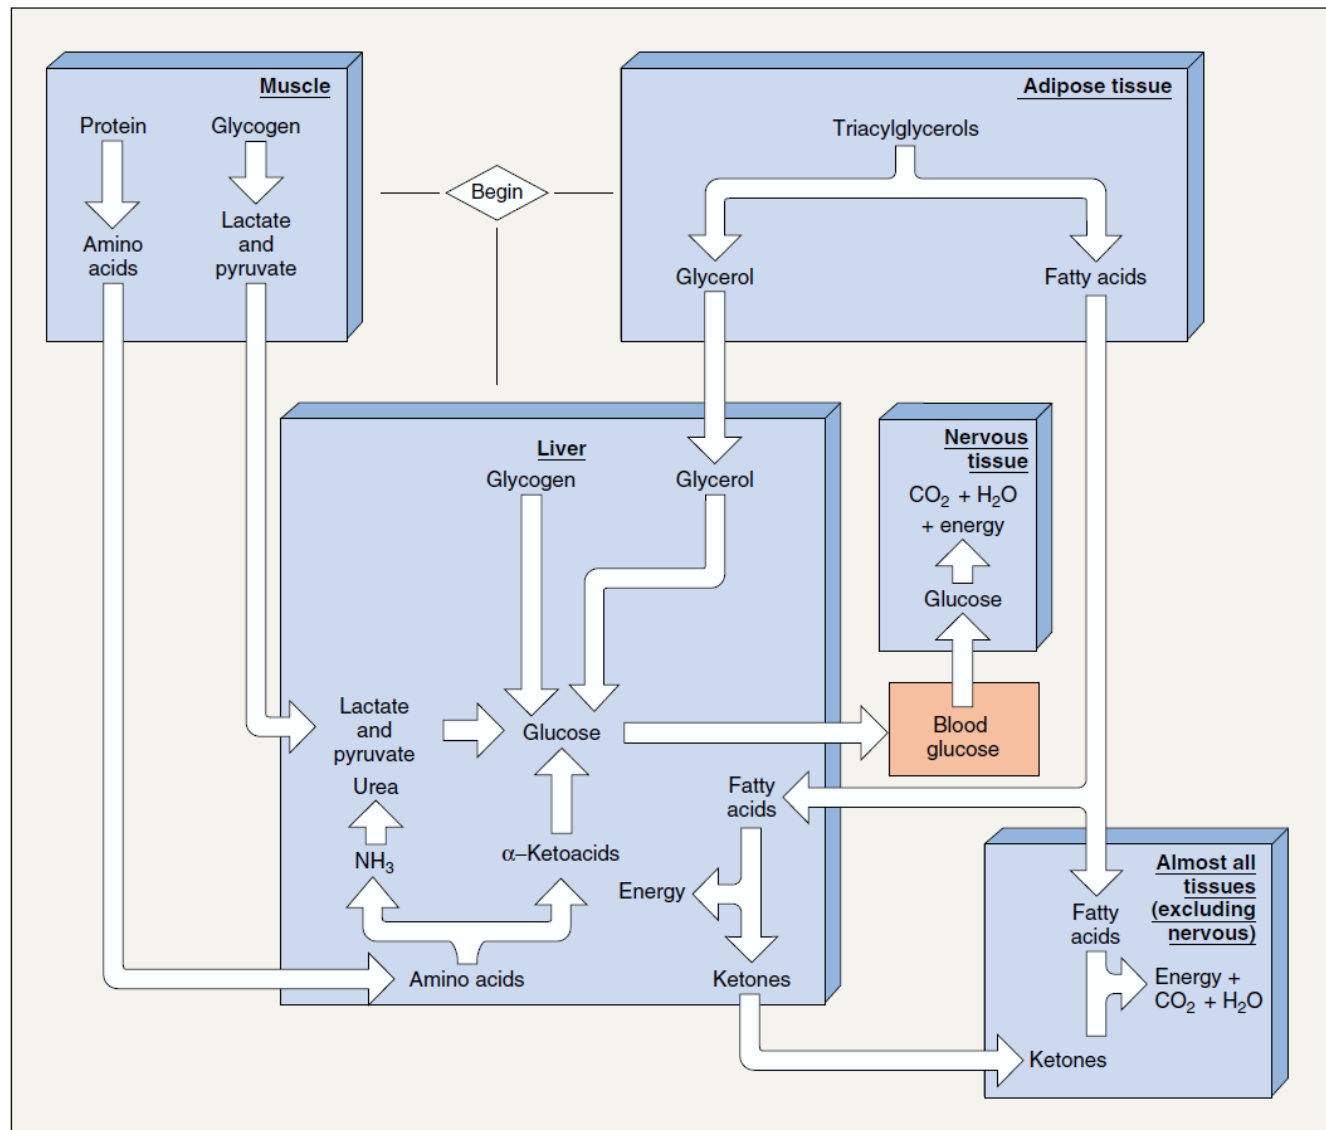 Muscle
Protein
Glycogen
Amino
acids
Lactate
and
pyruvate
Begin
Adipose tissue
Triacylglycerols
Glycerol
Fatty acids
Liver
Glycogen
Glycerol
Lactate
and
pyruvate
Glucose
Urea
NH₃
α–Ketoacids
Amino acids
Fatty
acids
Energy
Ketones
Nervous
tissue
CO₂ + H₂O
+ energy
Glucose
Blood
glucose
Almost all
tissues
(excluding
nervous)
Fatty
acids
Energy +
CO₂ + H₂O
Ketones